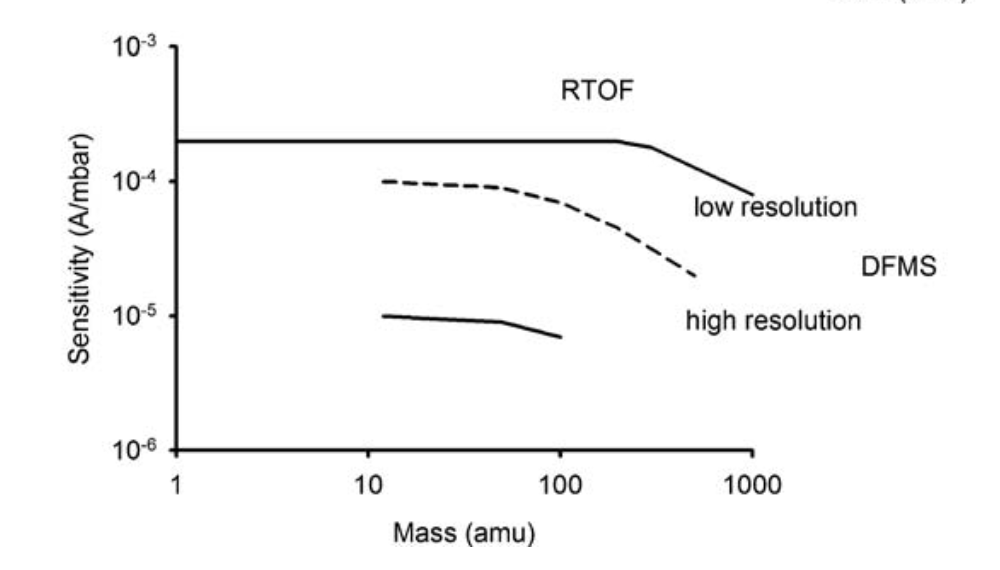 10-3
RTOF
10-4
low resolution
Sensitivity (A/mbar)
DFMS
10-5
high resolution
10-6
1 10 100 1000
Mass (amu)